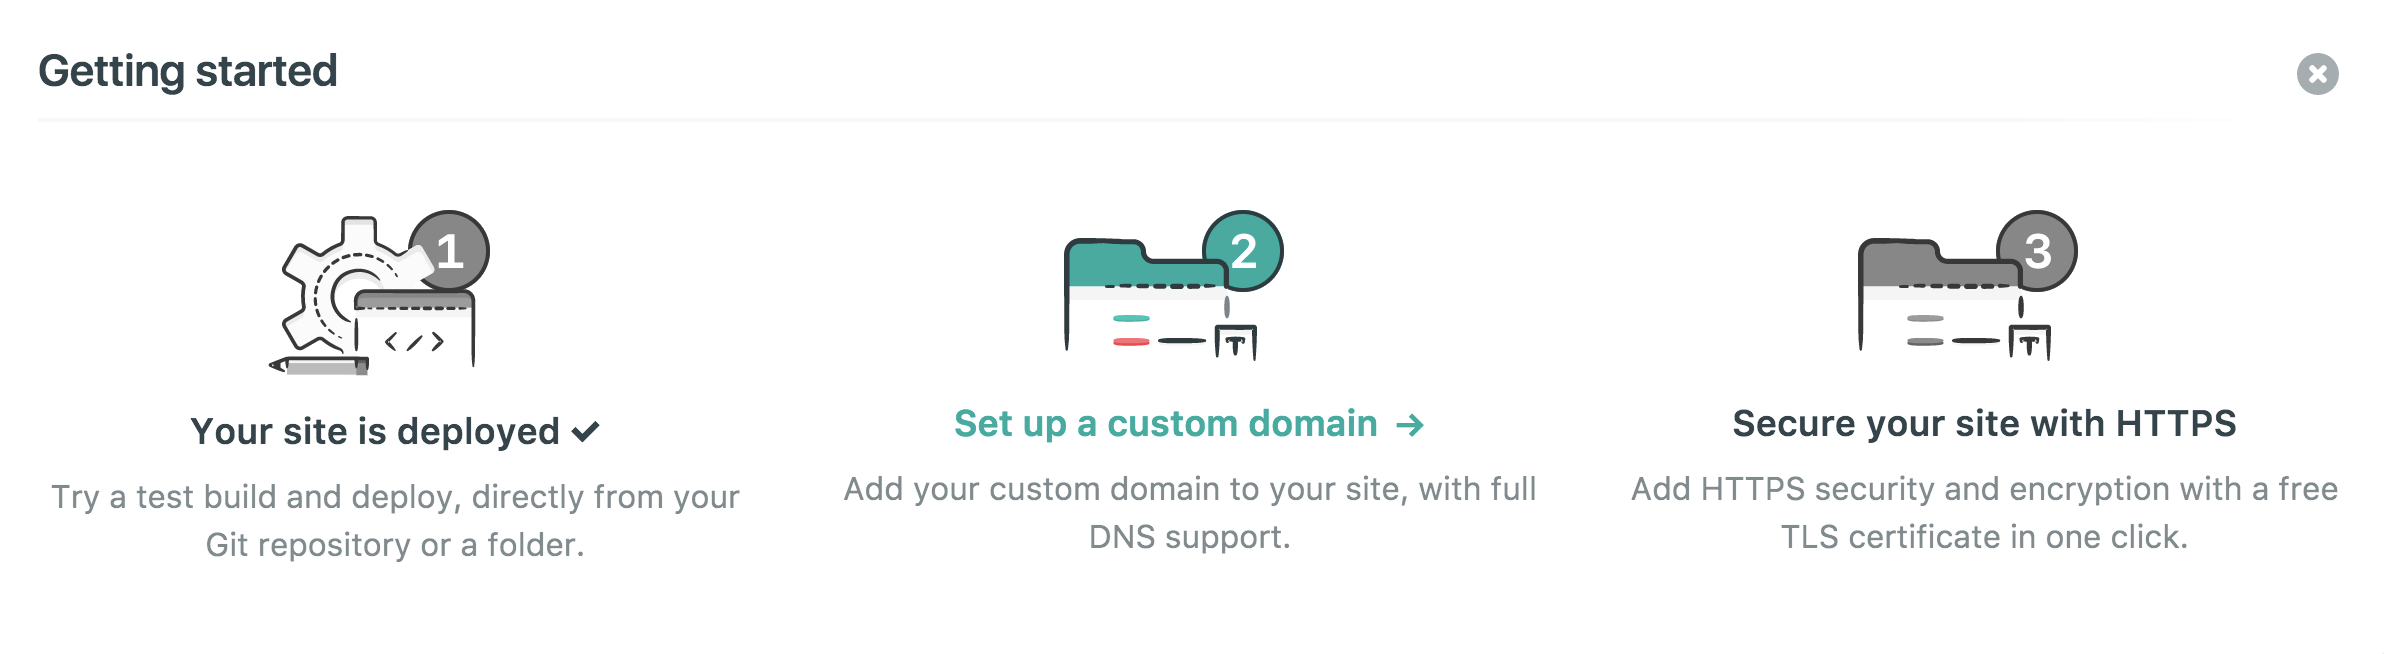 Getting started
1
Your site is deployed ✓
Try a test build and deploy, directly from your
Git repository or a folder.
2
T
Set up a custom domain →
Add your custom domain to your site, with full
DNS support.
3
T
Secure your site with HTTPS
Add HTTPS security and encryption with a free
TLS certificate in one click.